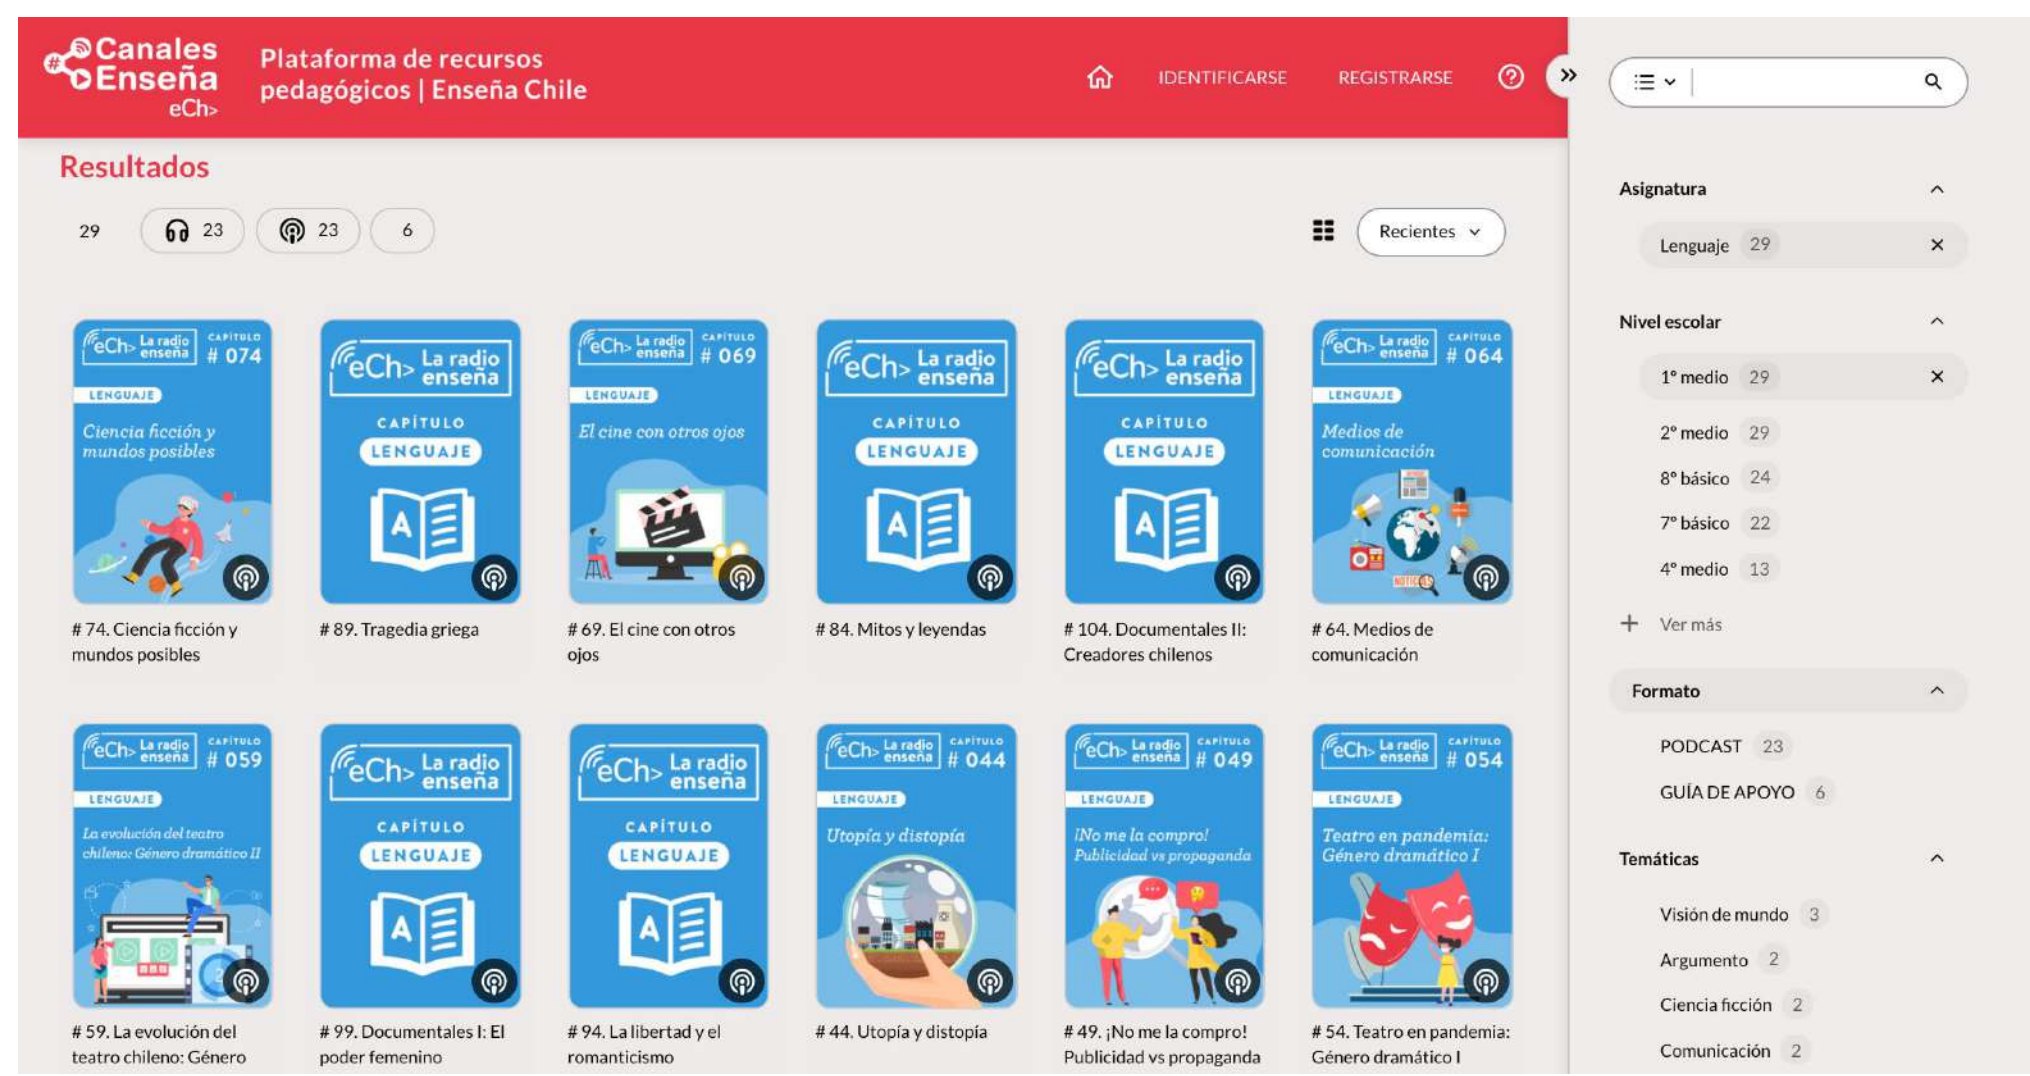 Canales
Enseña
eCh>
Plataforma de recursos
pedagógicos | Enseña Chile
IDENTIFICARSE
REGISTRARSE
Resultados
29
23
23
6
Recientes
eCh> La radio enseña
CAPÍTULO
# 074
LENGUAJE
Ciencia ficción y
mundos posibles
# 74. Ciencia ficción y
mundos posibles
eCh> La radio enseña
CAPÍTULO
LENGUAJE
A
# 89. Tragedia griega
eCh> La radio enseña
CAPÍTULO
# 069
LENGUAJE
El cine con otros ojos
# 69. El cine con otros
ojos
eCh> La radio enseña
CAPÍTULO
LENGUAJE
A
# 84. Mitos y leyendas
eCh> La radio enseña
CAPÍTULO
LENGUAJE
A
# 104. Documentales II:
Creadores chilenos
eCh> La radio enseña
CAPÍTULO
# 064
LENGUAJE
Medios de
comunicación
# 64. Medios de
comunicación
eCh> La radio enseña
CAPÍTULO
# 059
LENGUAJE
La evolución del teatro
chileno: Género dramático II
# 59. La evolución del
teatro chileno: Género
eCh> La radio enseña
CAPÍTULO
LENGUAJE
A
# 99. Documentales I: El
poder femenino
eCh> La radio enseña
CAPÍTULO
LENGUAJE
A
# 94. La libertad y el
romanticismo
eCh> La radio enseña
CAPÍTULO
# 044
LENGUAJE
Utopía y distopía
# 44. Utopía y distopía
eCh> La radio enseña
CAPÍTULO
# 049
LENGUAJE
¡No me la compro!
Publicidad vs propaganda
# 49. ¡No me la compro!
Publicidad vs propaganda
eCh> La radio enseña
CAPÍTULO
# 054
LENGUAJE
Teatro en pandemia:
Género dramático I
# 54. Teatro en pandemia:
Género dramático I
Asignatura
Lenguaje 29
Nivel escolar
1º medio 29
2º medio 29
8º básico 24
7º básico 22
4º medio 13
Ver más
Formato
PODCAST 23
GUÍA DE APOYO 6
Temáticas
Visión de mundo 3
Argumento 2
Ciencia ficción 2
Comunicación 2